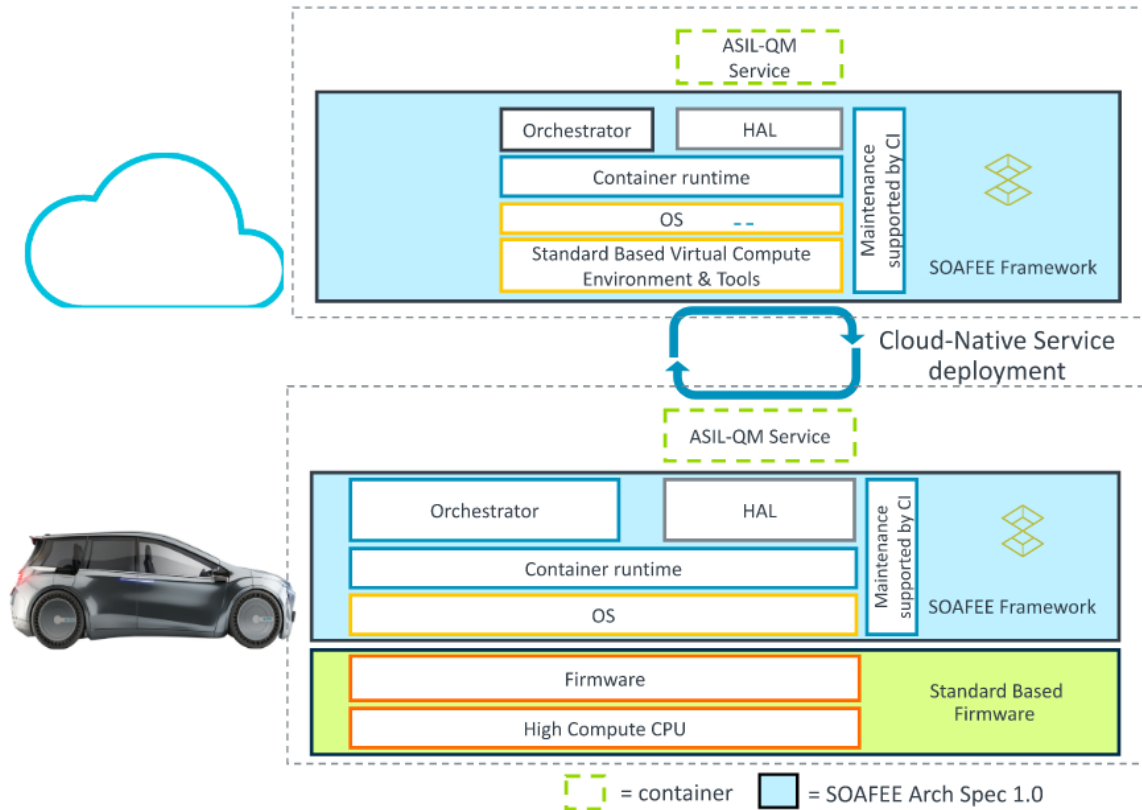 ASIL-QM
Service
Orchestrator
HAL
Container runtime
OS
Standard Based Virtual Compute
Environment & Tools
Maintenance
supported by CI
SOAFEE Framework
Cloud-Native Service
deployment
ASIL-QM Service
Orchestrator
HAL
Container runtime
OS
Maintenance
supported by CI
SOAFEE Framework
Firmware
High Compute CPU
Standard Based
Firmware
= container
= SOAFEE Arch Spec 1.0